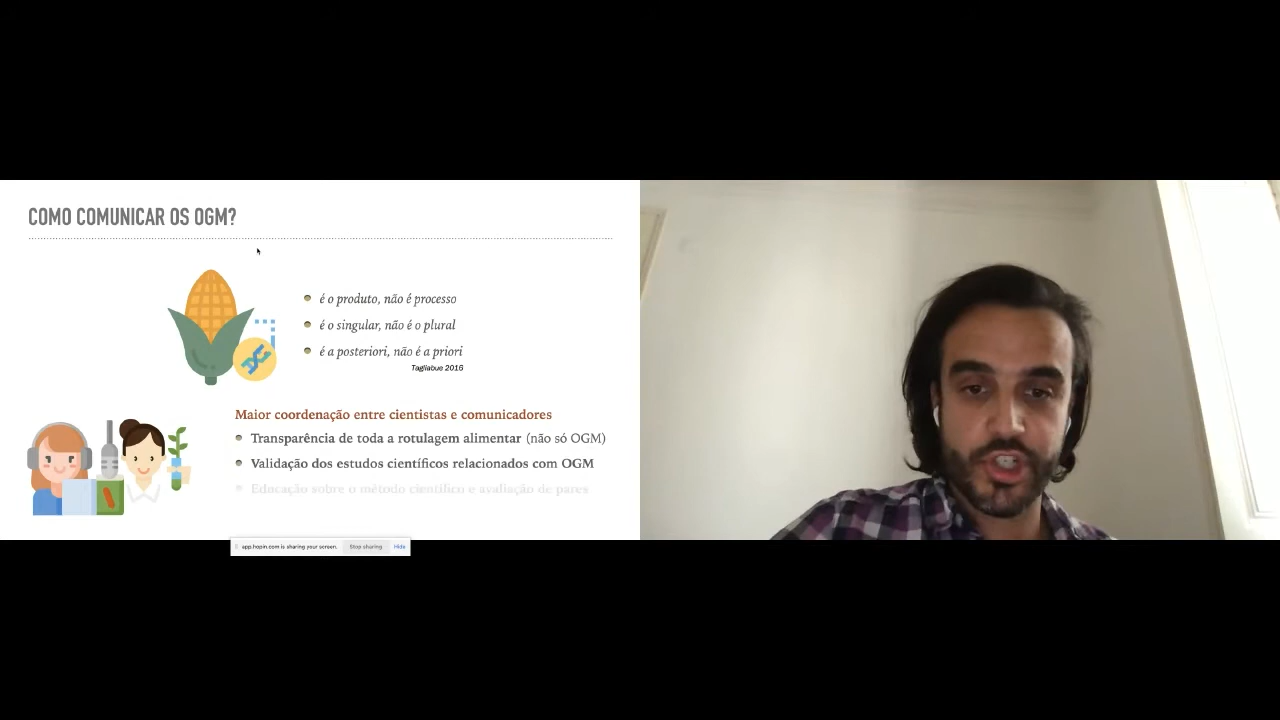 COMO COMUNICAR OS OGM?
é o produto, não é processo
é o singular, não é o plural
é a posteriori, não é a priori
Tagliabue 2016
Maior coordenação entre cientistas e comunicadores
Transparência de toda a rotulagem alimentar (não só OGM)
Validação dos estudos científicos relacionados com OGM
Educação sobre o método científico e avaliação de pares
app.hopin.com is sharing your screen. Stop sharing Hide